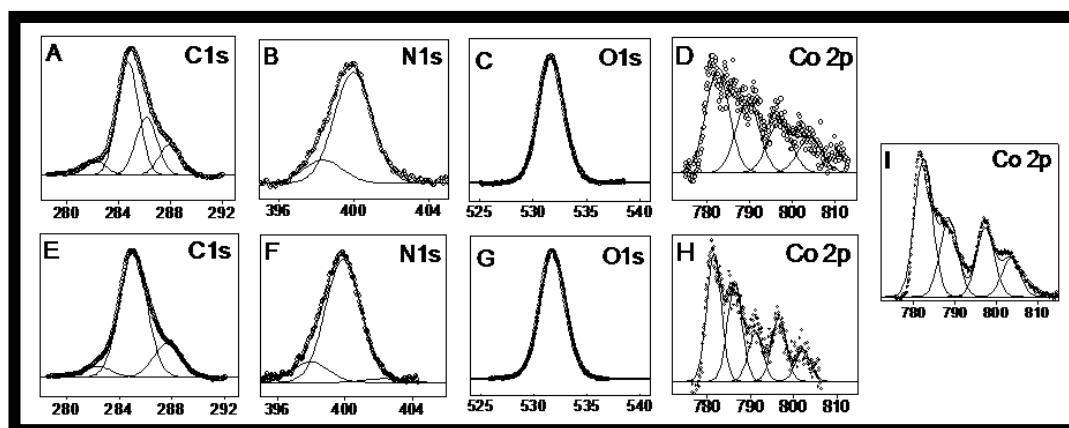 A C1s
280 284 288 292
B N1s
396 400 404
C O1s
525 530 535 540
D Co 2p
780 790 800 810
E C1s
280 284 288 292
F N1s
396 400 404
G O1s
525 530 535 540
H Co 2p
780 790 800 810
I Co 2p
780 790 800 810